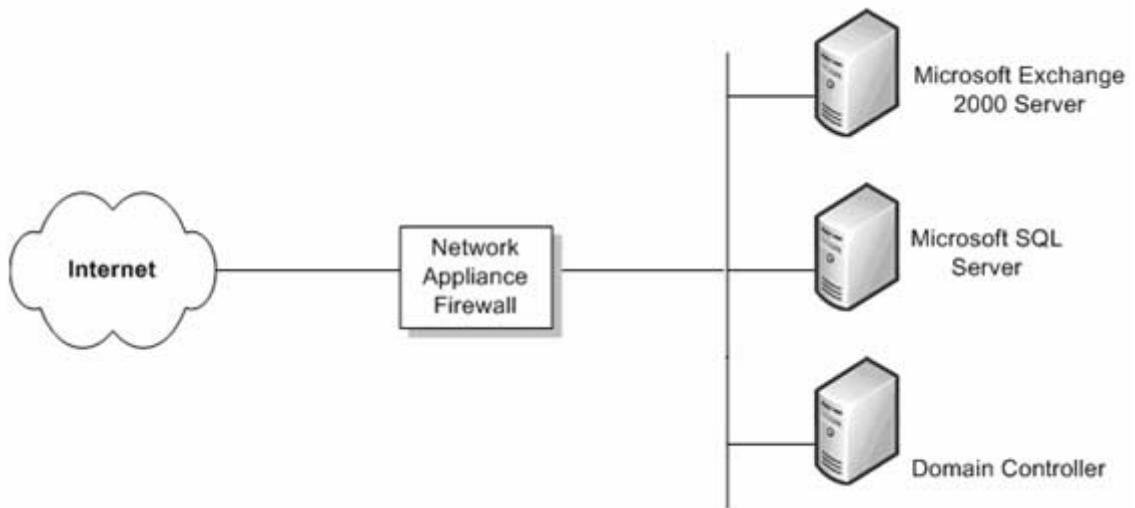 Microsoft Exchange
2000 Server
Internet
Network
Appliance
Firewall
Microsoft SQL
Server
Domain Controller